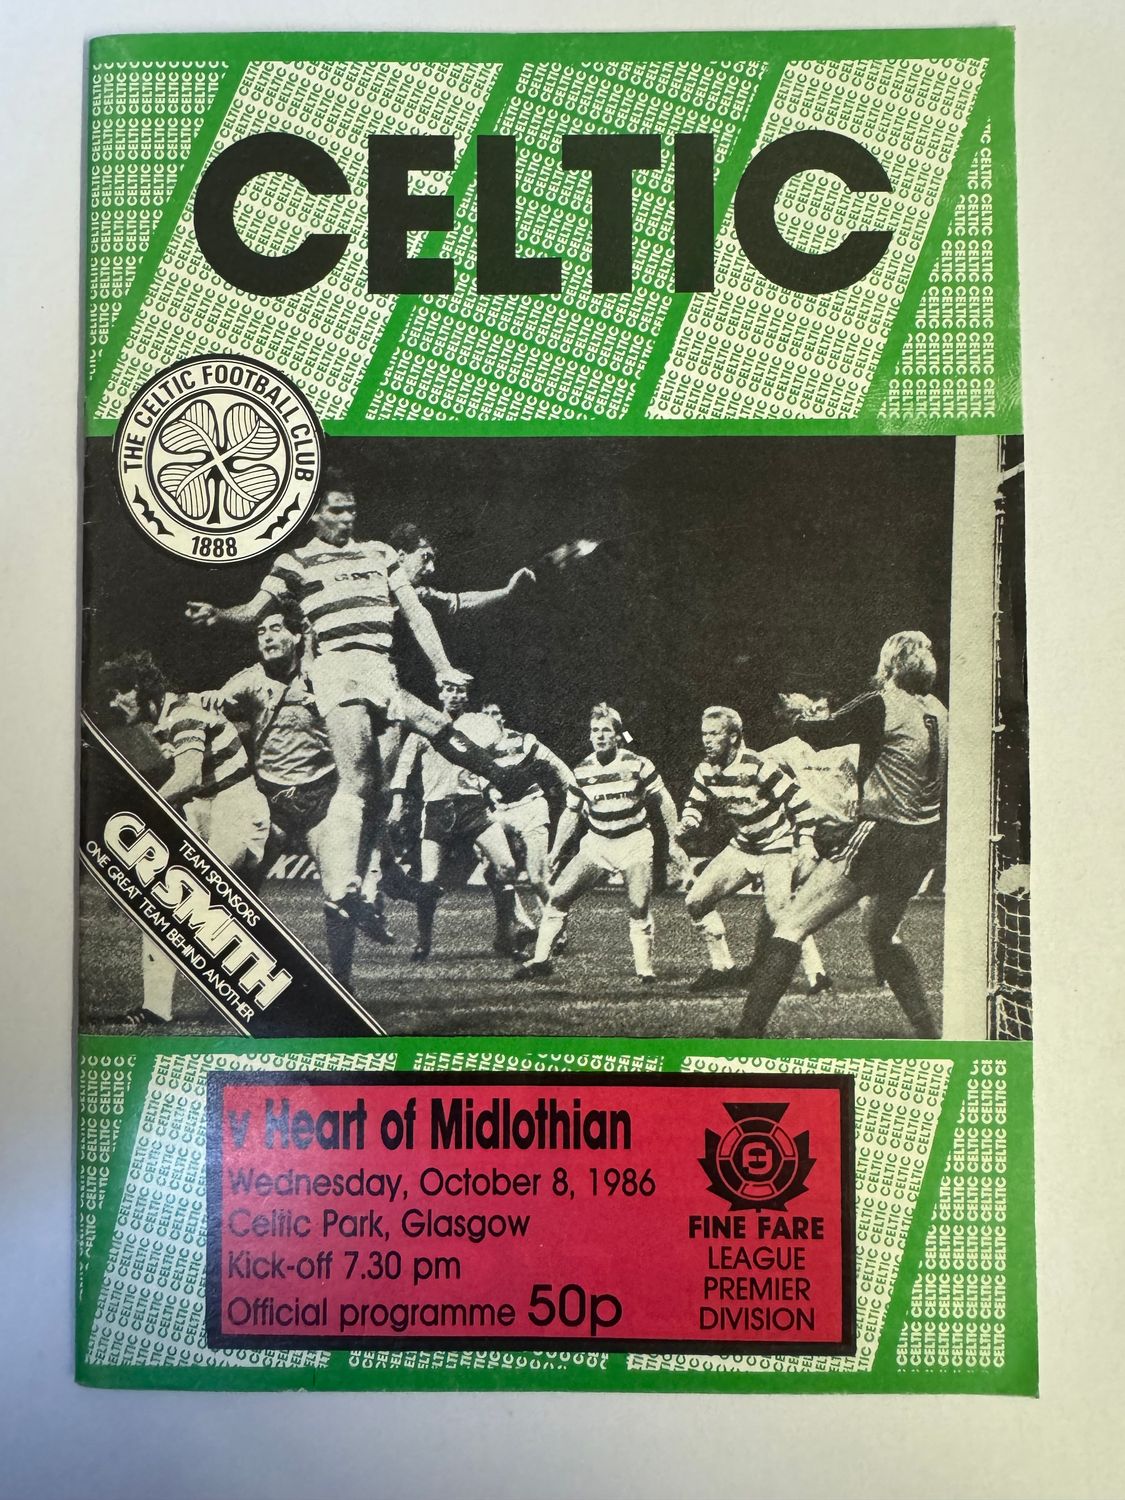 CELTIC
THE CELTIC FOOTBALL CLUB
1888
TEAM SPONSORS
CR SMITH
ONE GREAT TEAM BEHIND ANOTHER
v Heart of Midlothian
Wednesday, October 8, 1986
Celtic Park, Glasgow
Kick-off 7.30 pm
Official programme 50p
FINE FARE
LEAGUE
PREMIER
DIVISION